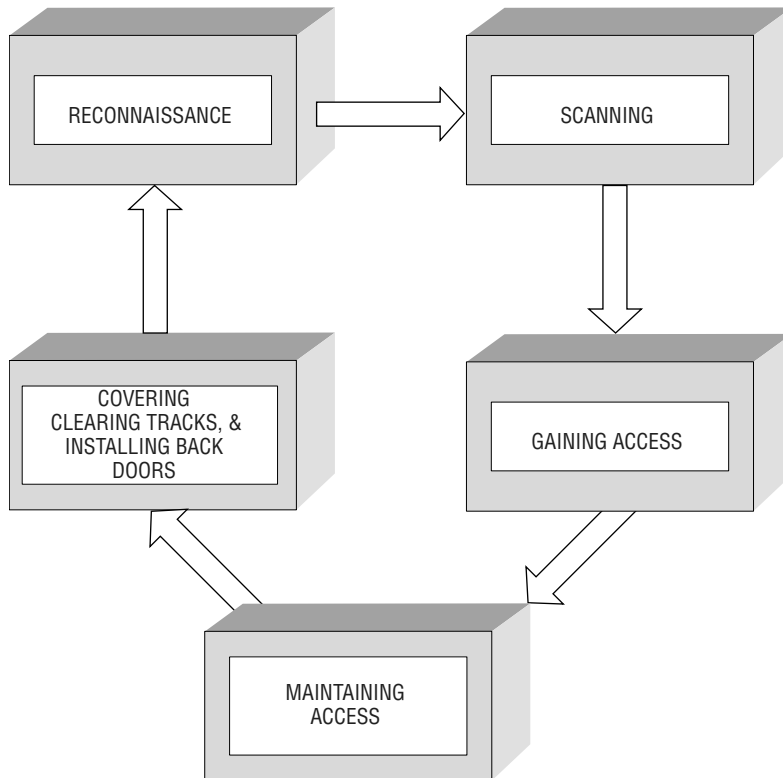 RECONNAISSANCE
SCANNING
COVERING
CLEARING TRACKS, &
INSTALLING BACK
DOORS
GAINING ACCESS
MAINTAINING
ACCESS